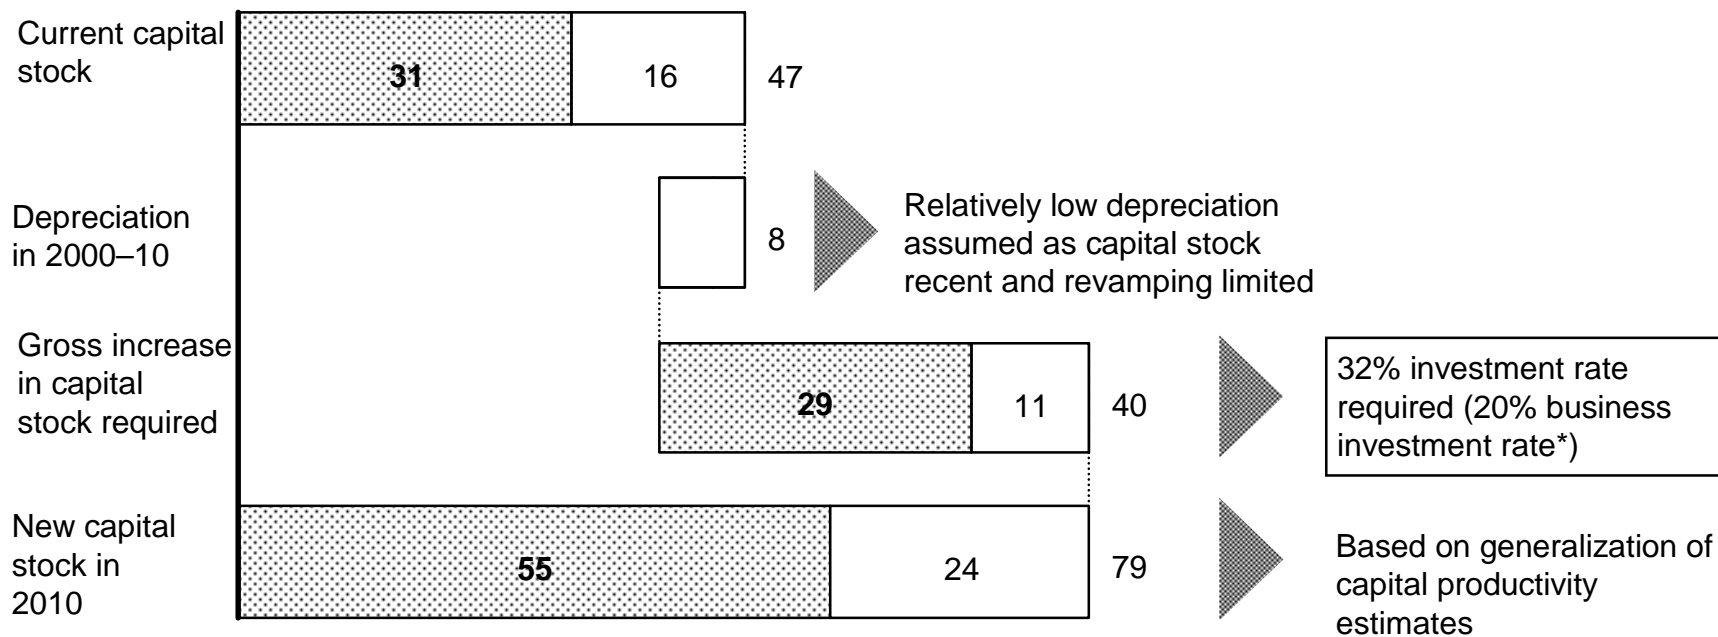 Current capital
stock
31
16
47
Depreciation
in 2000–10
8
Relatively low depreciation
assumed as capital stock
recent and revamping limited
Gross increase
in capital
stock required
29
11
40
32% investment rate
required (20% business
investment rate*)
New capital
stock in
2010
55
24
79
Based on generalization of
capital productivity
estimates